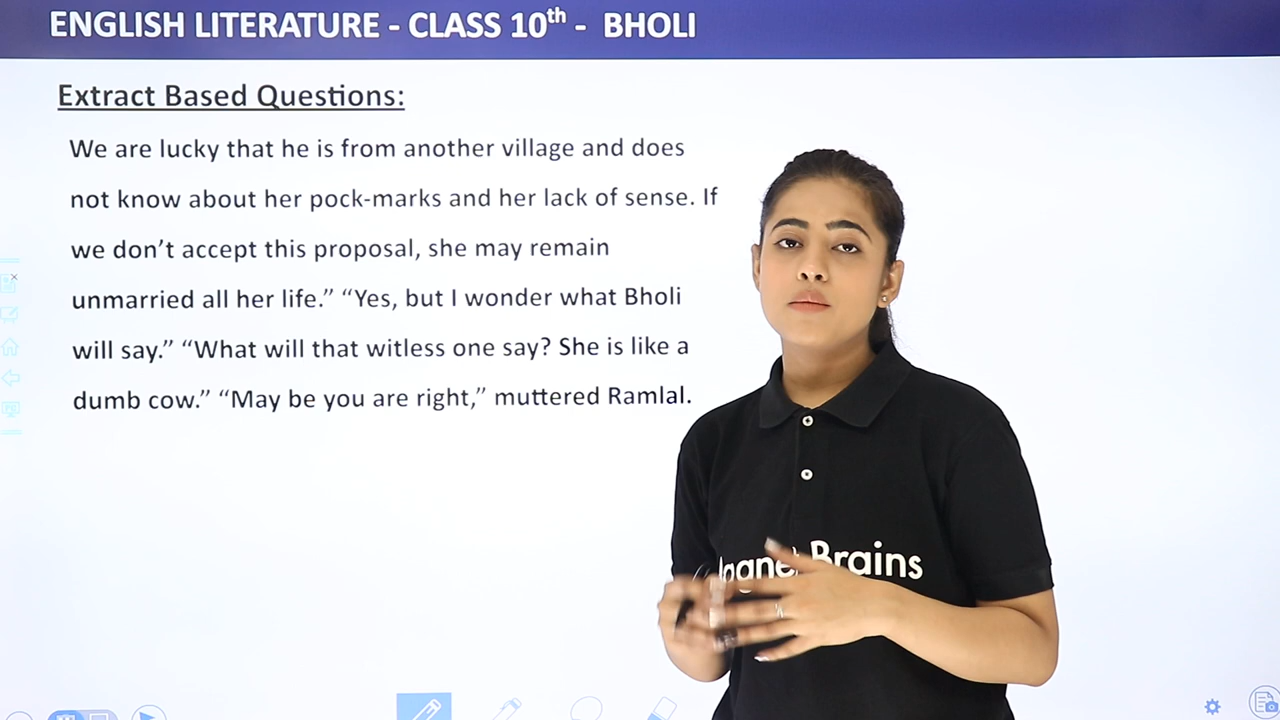 ENGLISH LITERATURE - CLASS 10th - BHOLI
Extract Based Questions:
We are lucky that he is from another village and does
not know about her pock-marks and her lack of sense. If
we don’t accept this proposal, she may remain
unmarried all her life.” “Yes, but I wonder what Bholi
will say.” “What will that witless one say? She is like a
dumb cow.” “May be you are right,” muttered Ramlal.
Brains